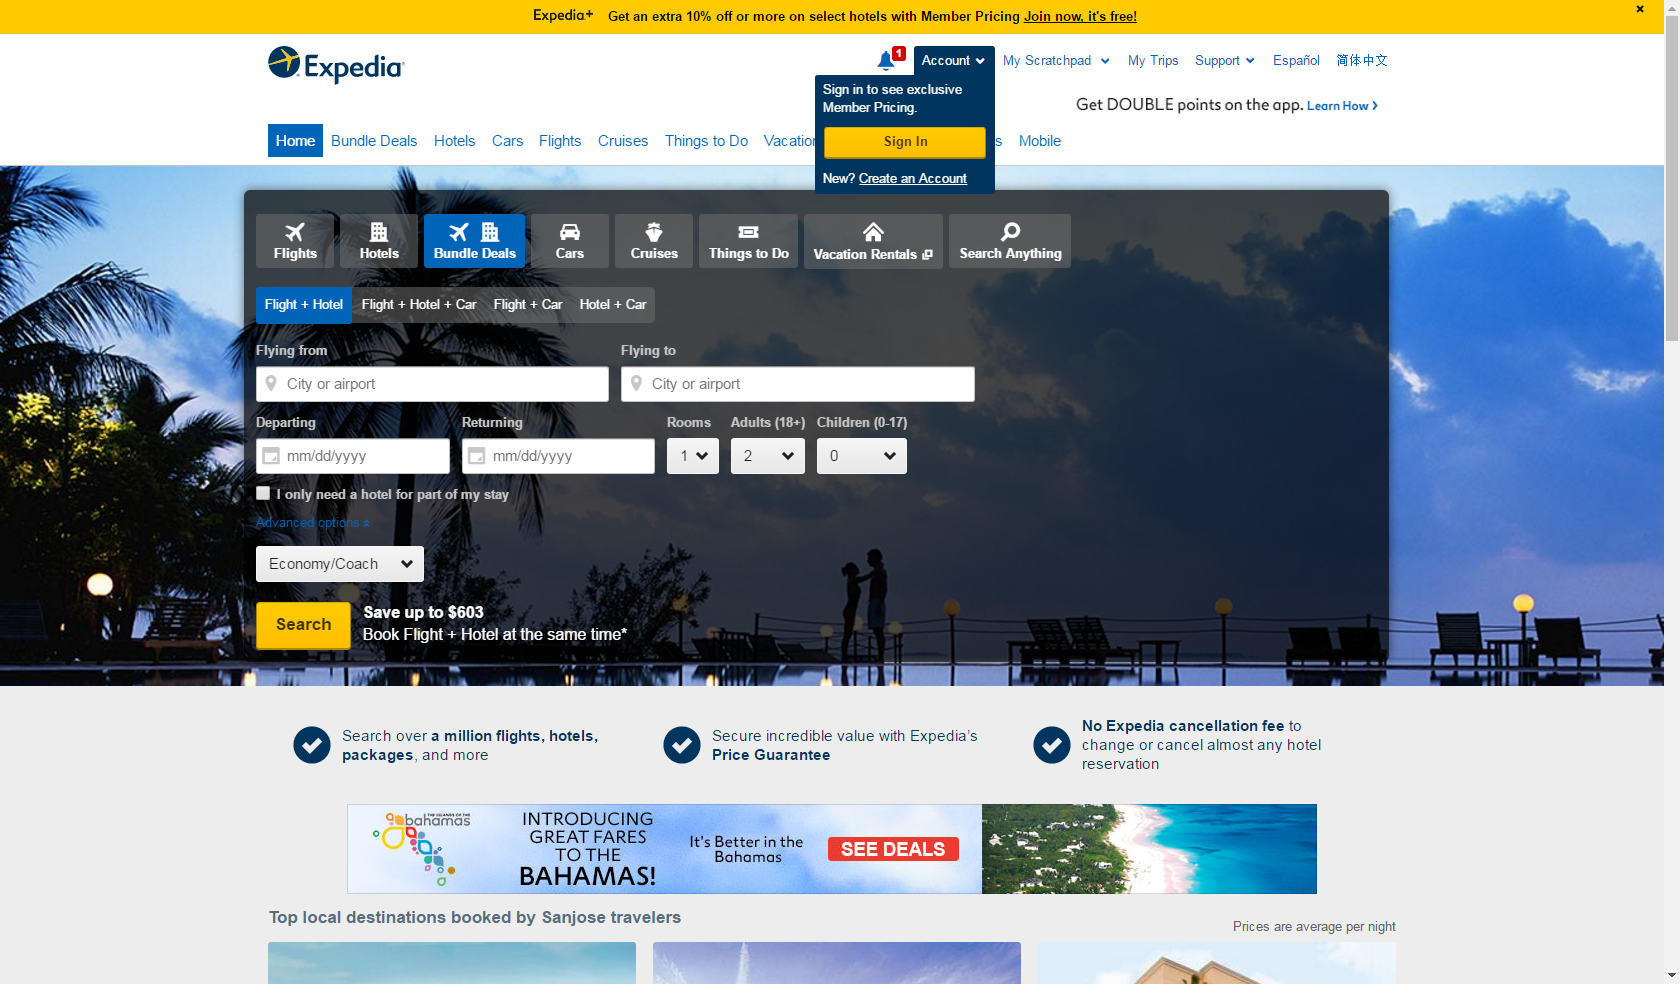 Expedia+ Get an extra 10% off or more on select hotels with Member Pricing Join now, it's free!
Expedia
1 Account My Scratchpad My Trips Support Español 简体中文
Sign in to see exclusive
Member Pricing.
Sign In
New? Create an Account
Get DOUBLE points on the app. Learn How
Home Bundle Deals Hotels Cars Flights Cruises Things to Do Vacation s Mobile
Flights Hotels Bundle Deals Cars Cruises Things to Do Vacation Rentals Search Anything
Flight + Hotel Flight + Hotel + Car Flight + Car Hotel + Car
Flying from Flying to
City or airport City or airport
Departing Returning Rooms Adults (18+) Children (0-17)
mm/dd/yyyy mm/dd/yyyy 1 2 0
I only need a hotel for part of my stay
Advanced options
Economy/Coach
Search
Save up to $603
Book Flight + Hotel at the same time*
Search over a million flights, hotels,
packages, and more
Secure incredible value with Expedia's
Price Guarantee
No Expedia cancellation fee to
change or cancel almost any hotel
reservation
THE ISLANDS OF THE
bahamas
INTRODUCING
GREAT FARES
TO THE
BAHAMAS!
It's Better in the
Bahamas
SEE DEALS
Top local destinations booked by Sanjose travelers
Prices are average per night